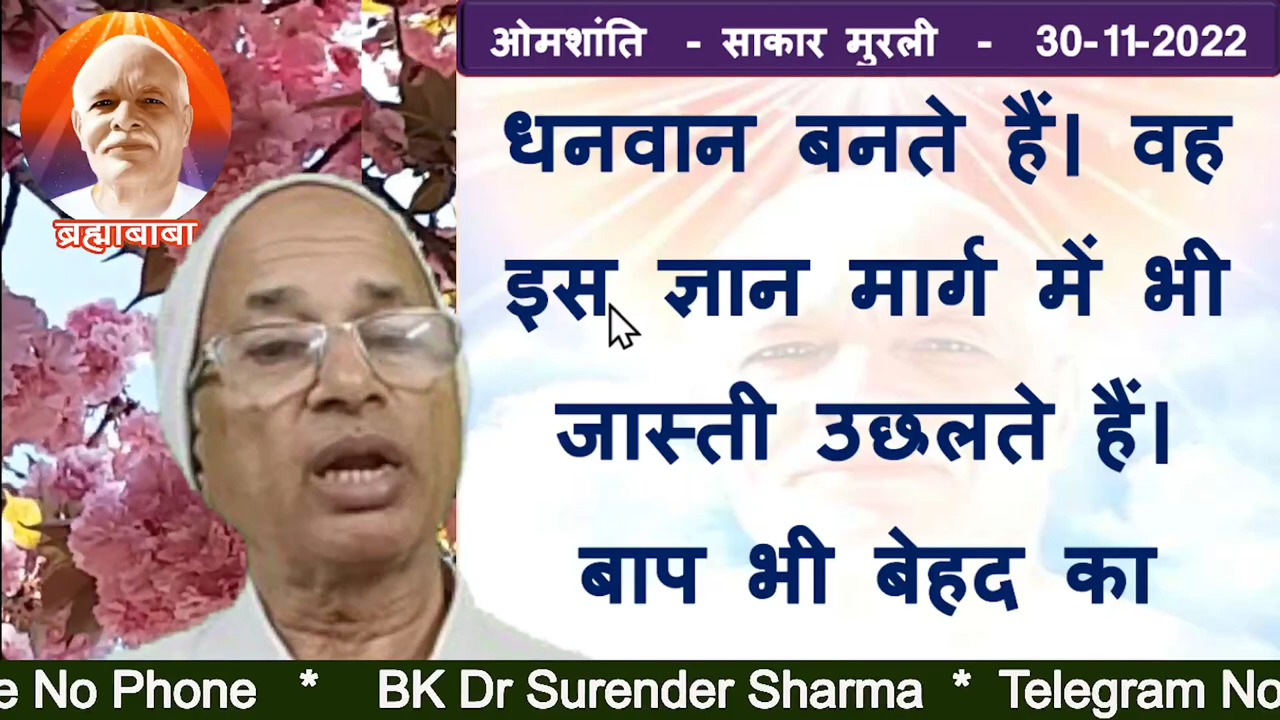 ओमशांति - साकार मुरली - 30-11-2022
ब्रह्माबाबा
धनवान बनते हैं। वह
इस ज्ञान मार्ग में भी
जास्ती उछलते हैं।
बाप भी बेहद का
e No Phone * BK Dr Surender Sharma * Telegram No